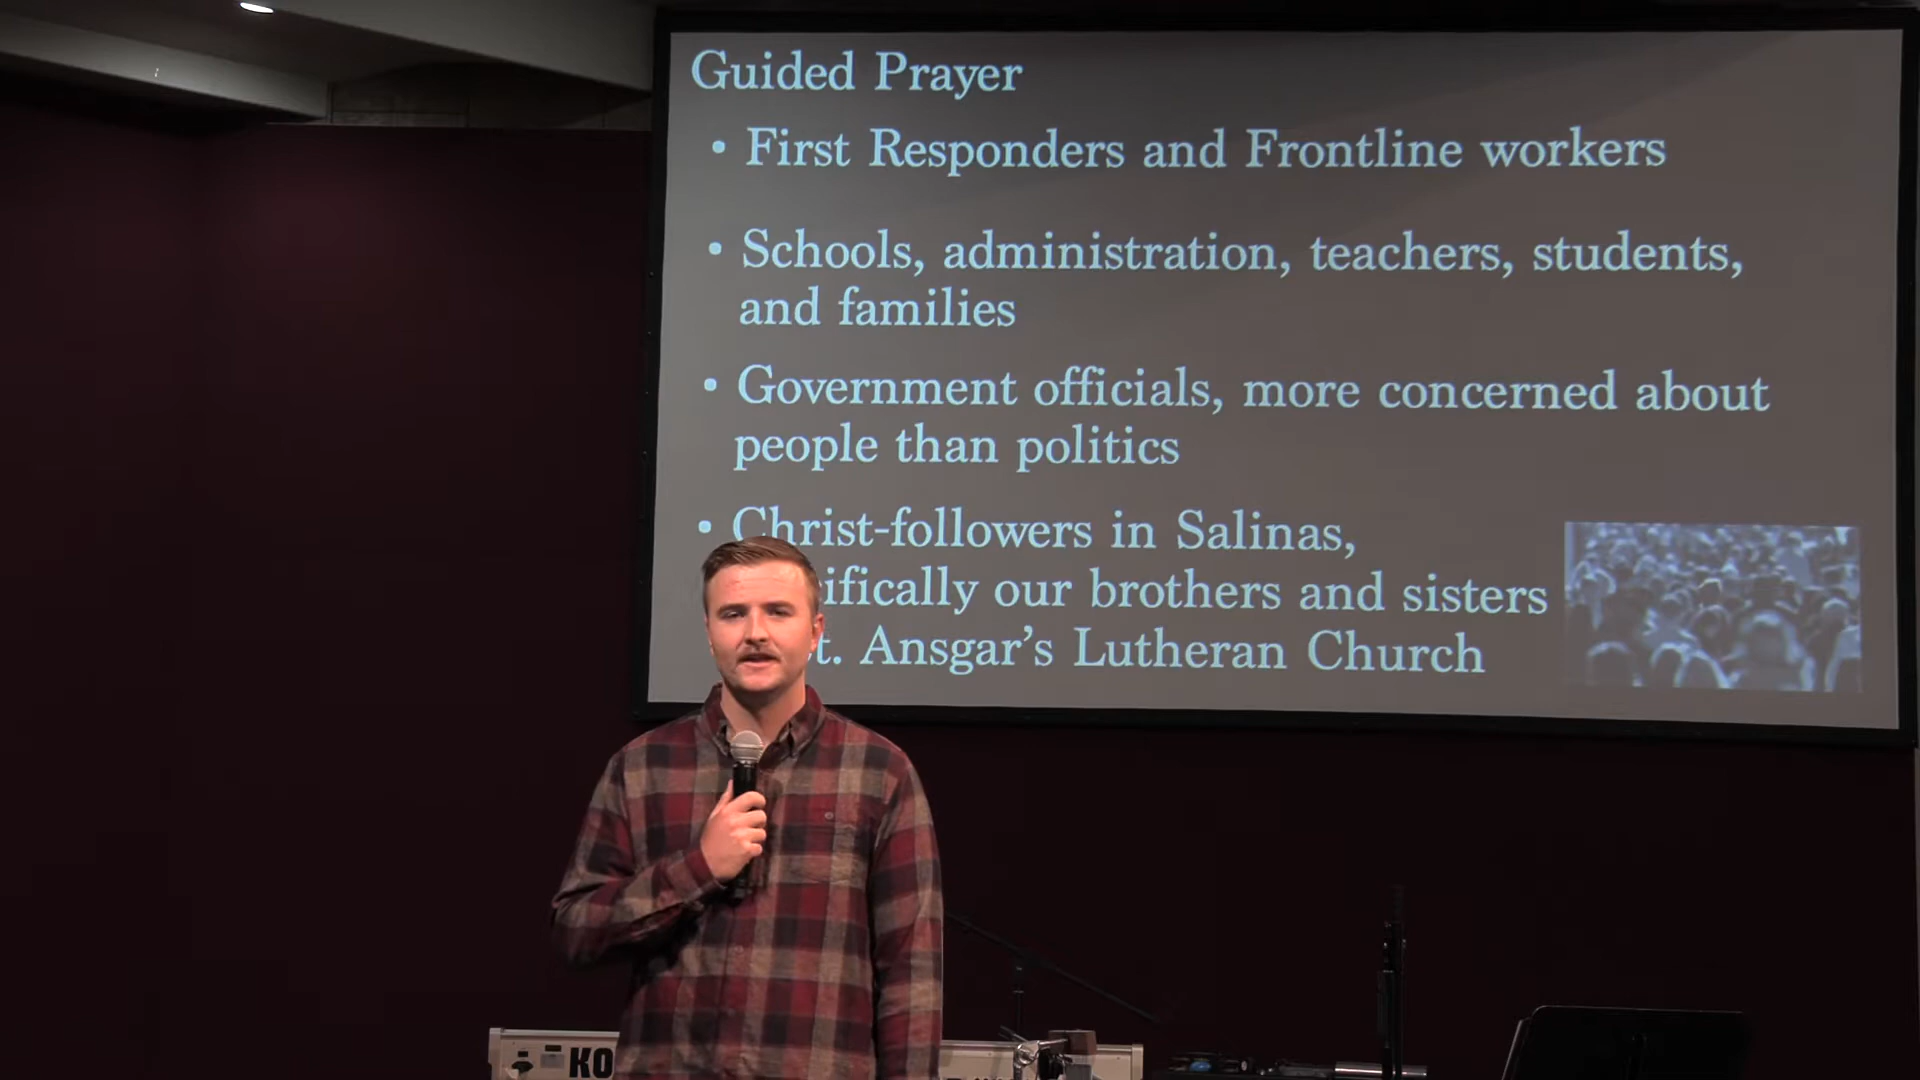 Guided Prayer
• First Responders and Frontline workers
• Schools, administration, teachers, students,
and families
• Government officials, more concerned about
people than politics
• Christ-followers in Salinas,
ifically our brothers and sisters
t. Ansgar's Lutheran Church
KO